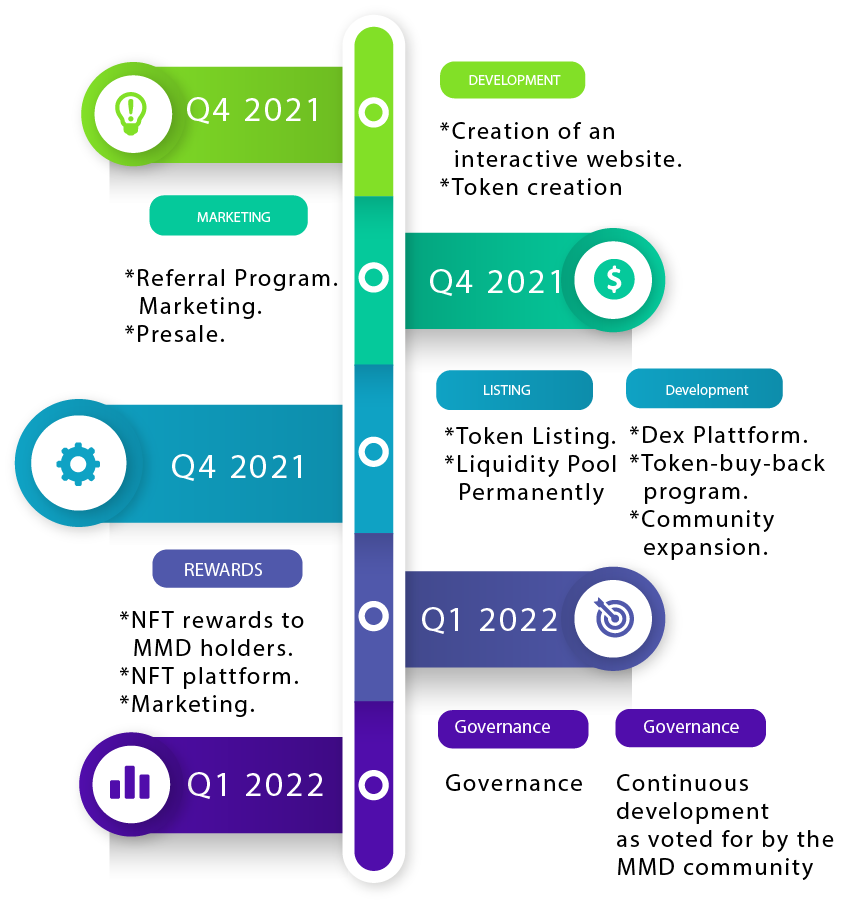 Q4 2021
DEVELOPMENT
*Creation of an
interactive website.
*Token creation
MARKETING
*Referral Program.
Marketing.
*Presale.
Q4 2021
$
Q4 2021
LISTING
*Token Listing.
*Liquidity Pool
Permanently
Development
*Dex Plattform.
*Token-buy-back
program.
*Community
expansion.
REWARDS
*NFT rewards to
MMD holders.
*NFT plattform.
*Marketing.
Q1 2022
Q1 2022
Governance
Governance
Governance
Continuous
development
as voted for by the
MMD community